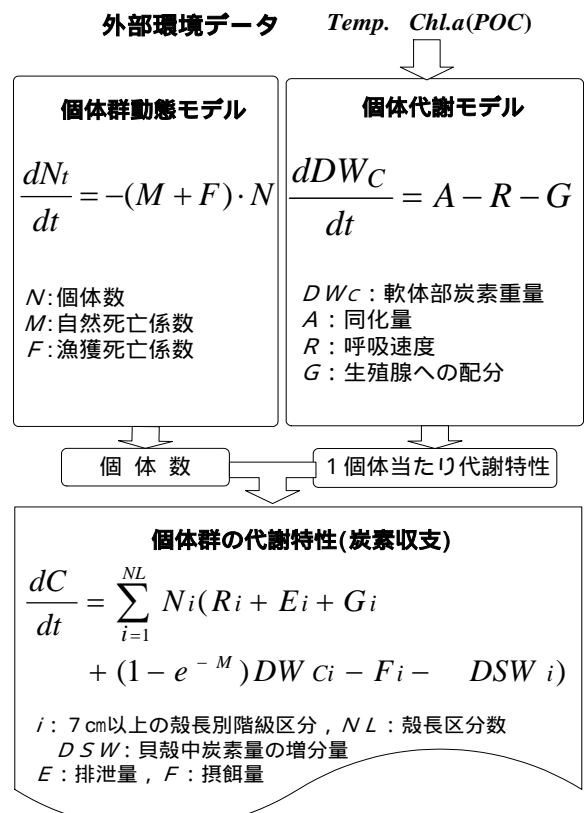 外部環境データ Temp. Chl.a(POC)
個体群動態モデル
dNt/dt = -(M + F)·N
N:個体数
M:自然死亡係数
F:漁獲死亡係数
個体代謝モデル
dDWC/dt = A - R - G
DWc：軟体部炭素重量
A：同化量
R：呼吸速度
G：生殖腺への配分
個 体 数
１個体当たり代謝特性
個体群の代謝特性(炭素収支)
dC/dt = ∑ i=1 NL Ni(Ri + Ei + Gi
+ (1 - e - M)DW Ci - Fi - DSW i)
i：７㎝以上の殻長別階級区分，NL：殻長区分数
DSW：貝殻中炭素量の増分量
E：排泄量，F：摂餌量